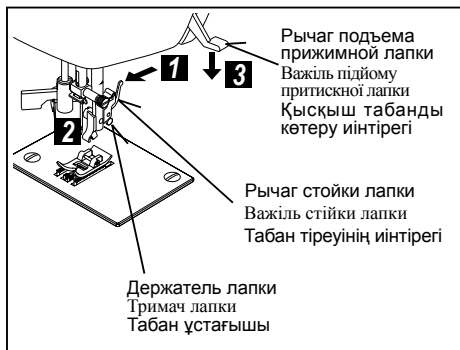 Рычаг подъема
прижимной лапки
Важіль підйому
притискної лапки
Қысқыш табанды
көтеру иінтірегі
1
3
2
Рычаг стойки лапки
Важіль стійки лапки
Табан тіреуінің иінтірегі
Держатель лапки
Тримач лапки
Табан ұстағышы